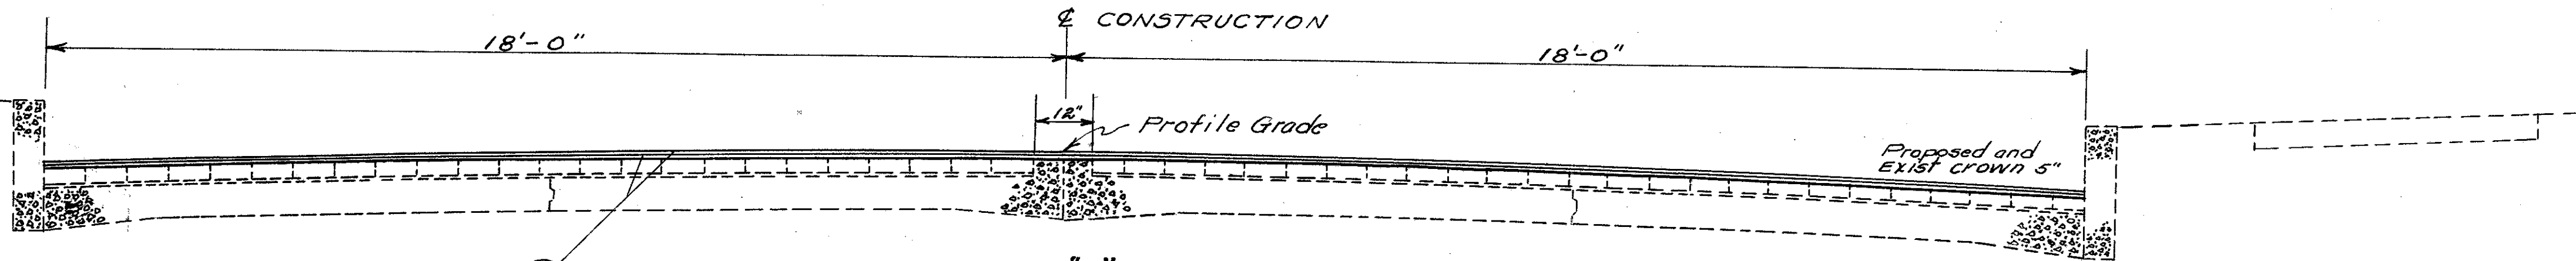 ℄ CONSTRUCTION
18'-0"
18'-0"
12"
Profile Grade
Proposed and
Exist crown 5"